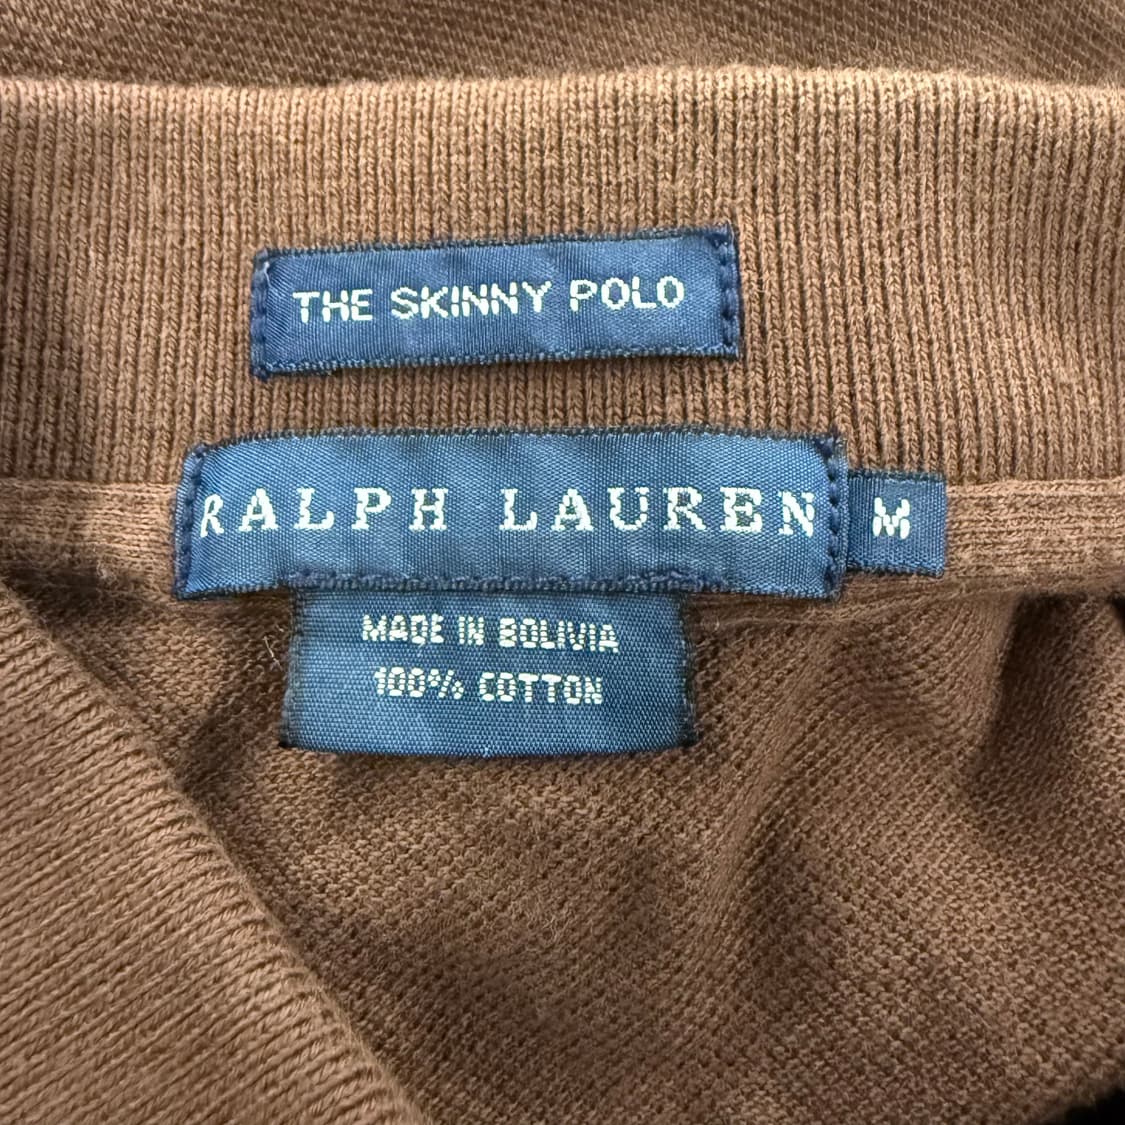 THE SKINNY POLO
RALPH LAUREN
M
MADE IN BOLIVIA
100% COTTON